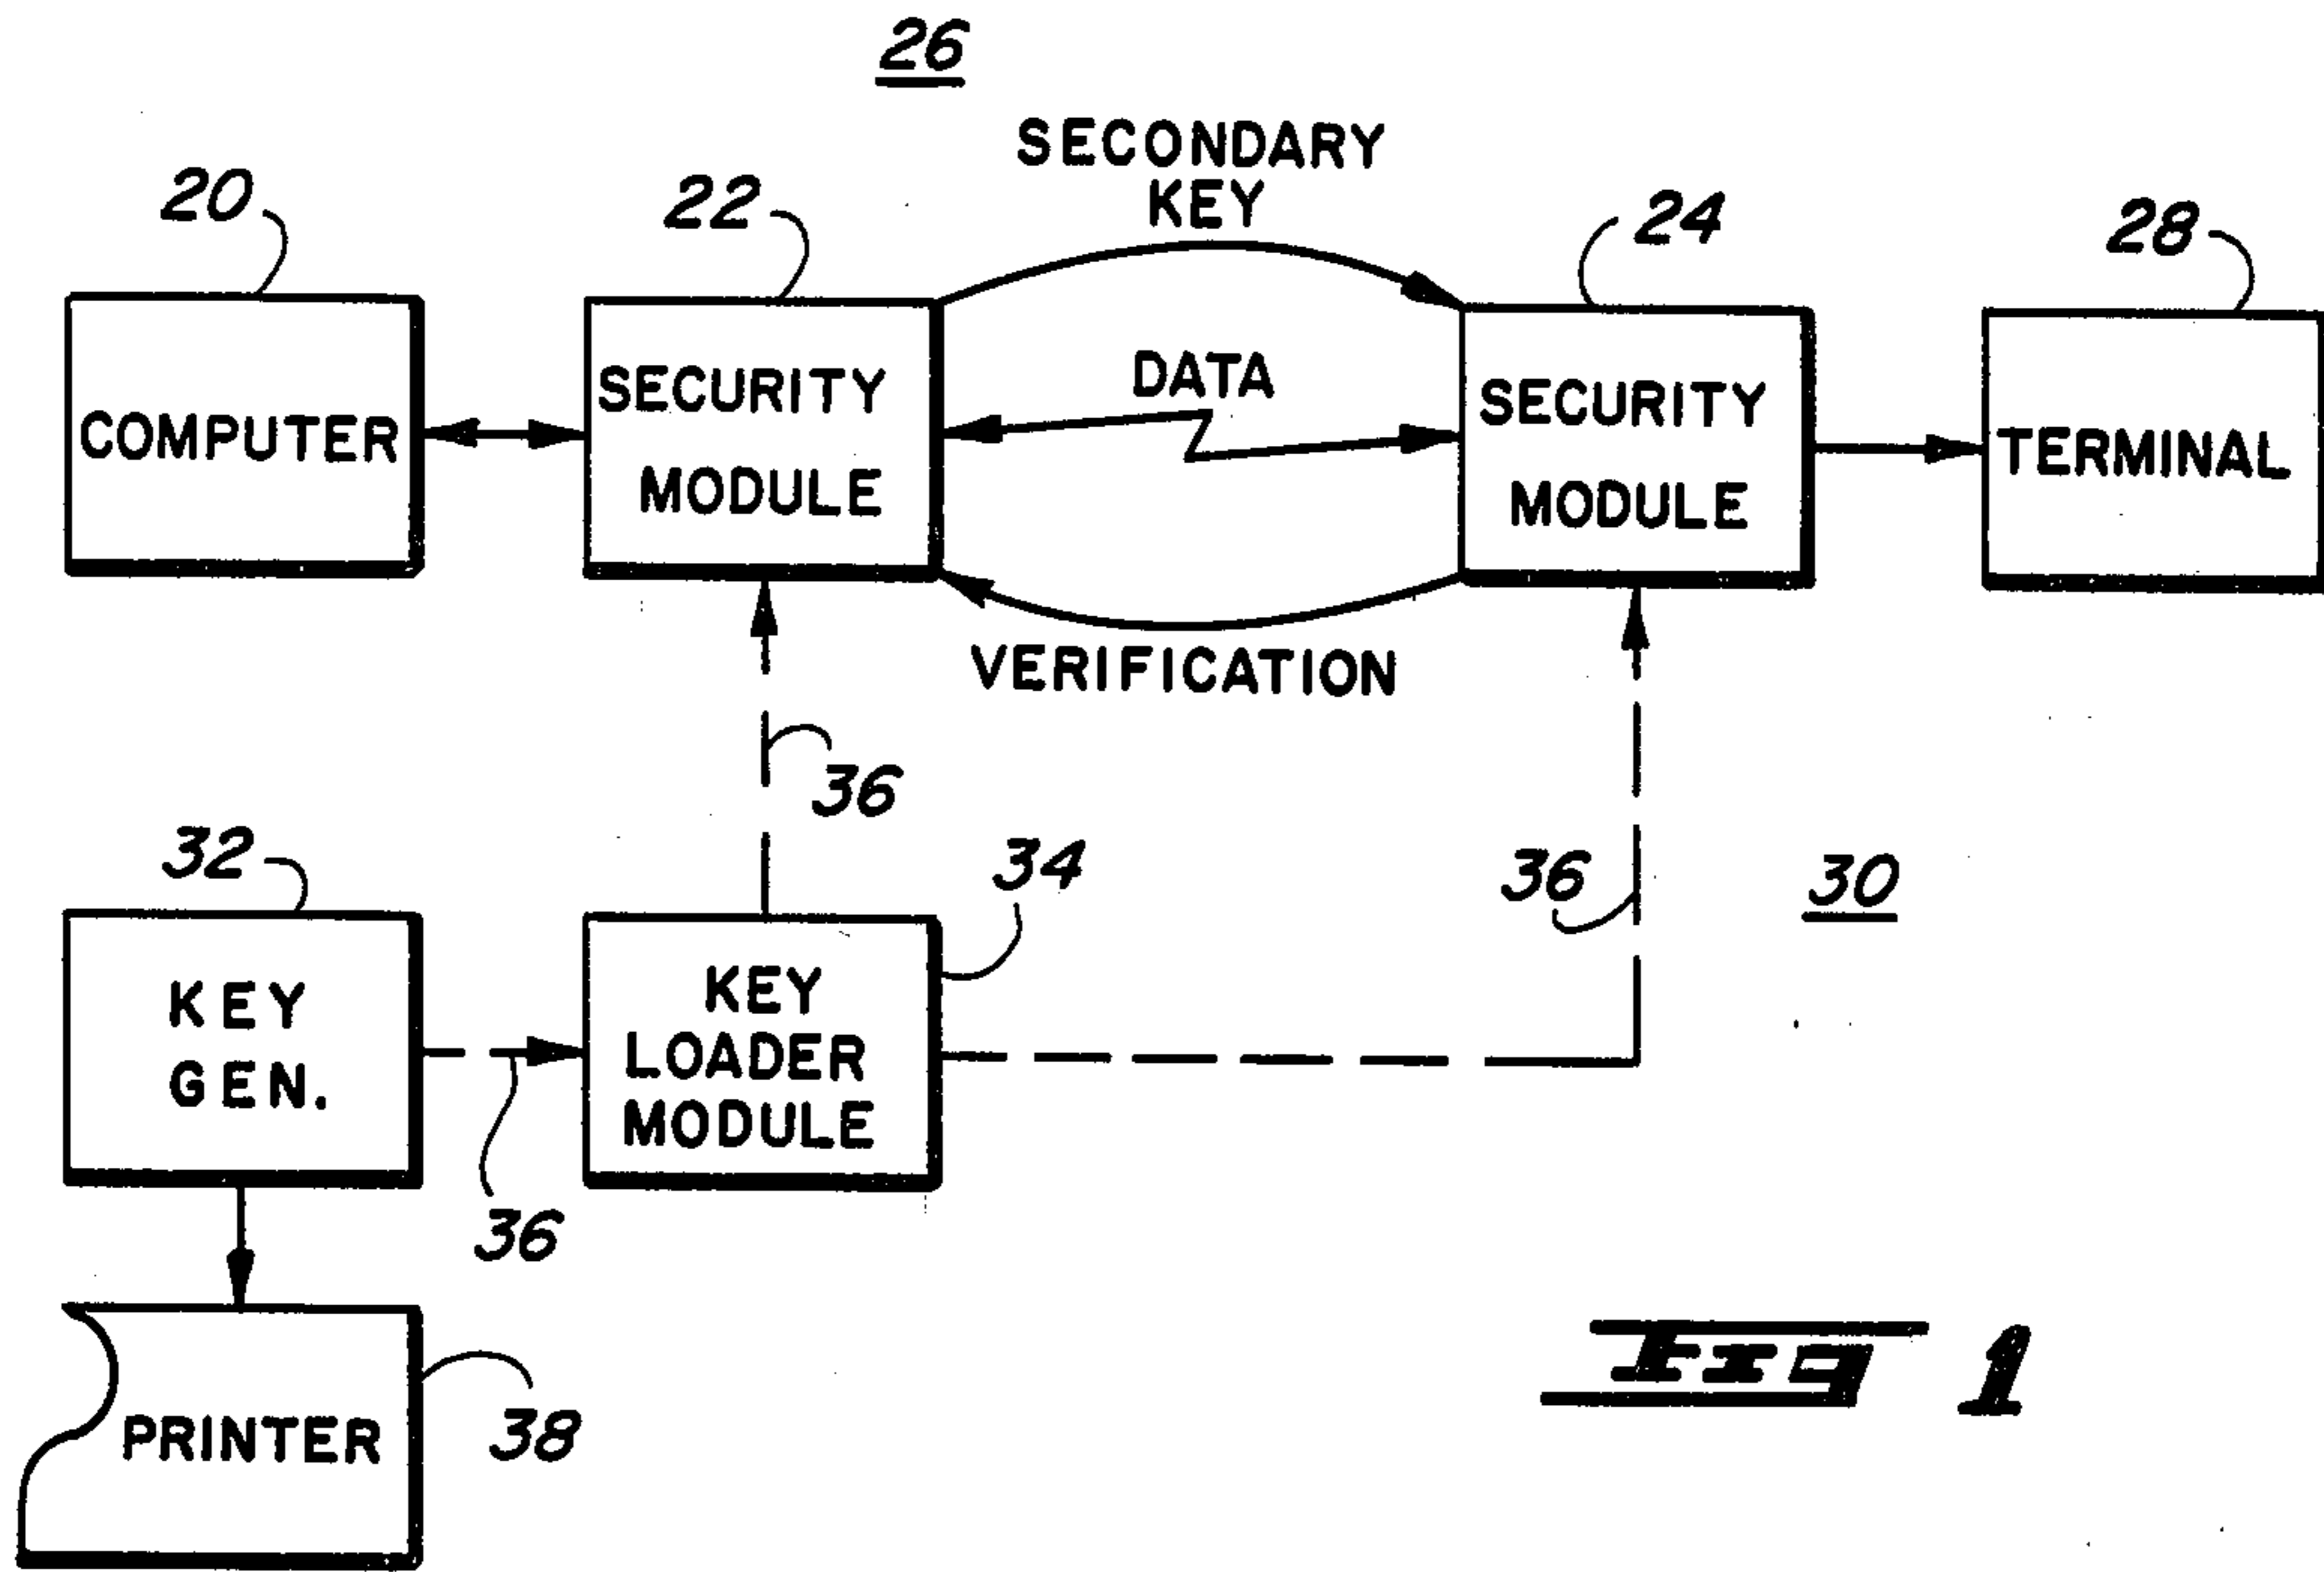 26
SECONDARY
KEY
20
22
24
28
COMPUTER
SECURITY
MODULE
DATA
SECURITY
MODULE
TERMINAL
VERIFICATION
36
36
30
32
34
KEY
GEN.
KEY
LOADER
MODULE
36
PRINTER
38
Fig 1